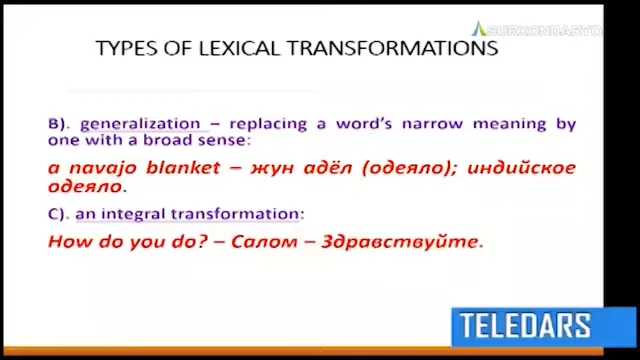 SURXONDARYO
TYPES OF LEXICAL TRANSFORMATIONS
B). generalization – replacing a word's narrow meaning by
one with a broad sense:
a navajo blanket – жун адёл (одеяло); индийское
одеяло.
C). an integral transformation:
How do you do? – Салом – Здравствуйте.
TELEDARS